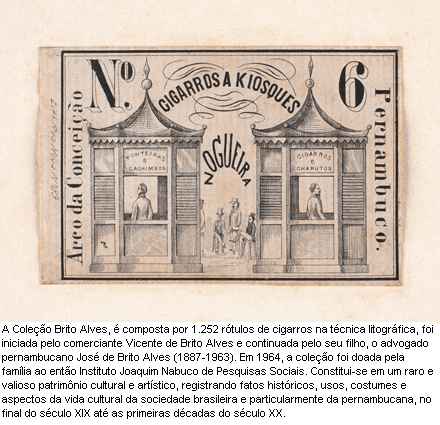 Nº. 6
CIGARROS A KIOSQUES
NOGUEIRA
Arco da Conceição
Pernambuco.
PONTEIRAS
E
CACHIMBOS
CIGARROS
E
CHARUTOS
A Coleção Brito Alves, é composta por 1.252 rótulos de cigarros na técnica litográfica, foi
iniciada pelo comerciante Vicente de Brito Alves e continuada pelo seu filho, o advogado
pernambucano José de Brito Alves (1887-1963). Em 1964, a coleção foi doada pela
família ao então Instituto Joaquim Nabuco de Pesquisas Sociais. Constitui-se em um raro e
valioso patrimônio cultural e artístico, registrando fatos históricos, usos, costumes e
aspectos da vida cultural da sociedade brasileira e particularmente da pernambucana, no
final do século XIX até as primeiras décadas do século XX.